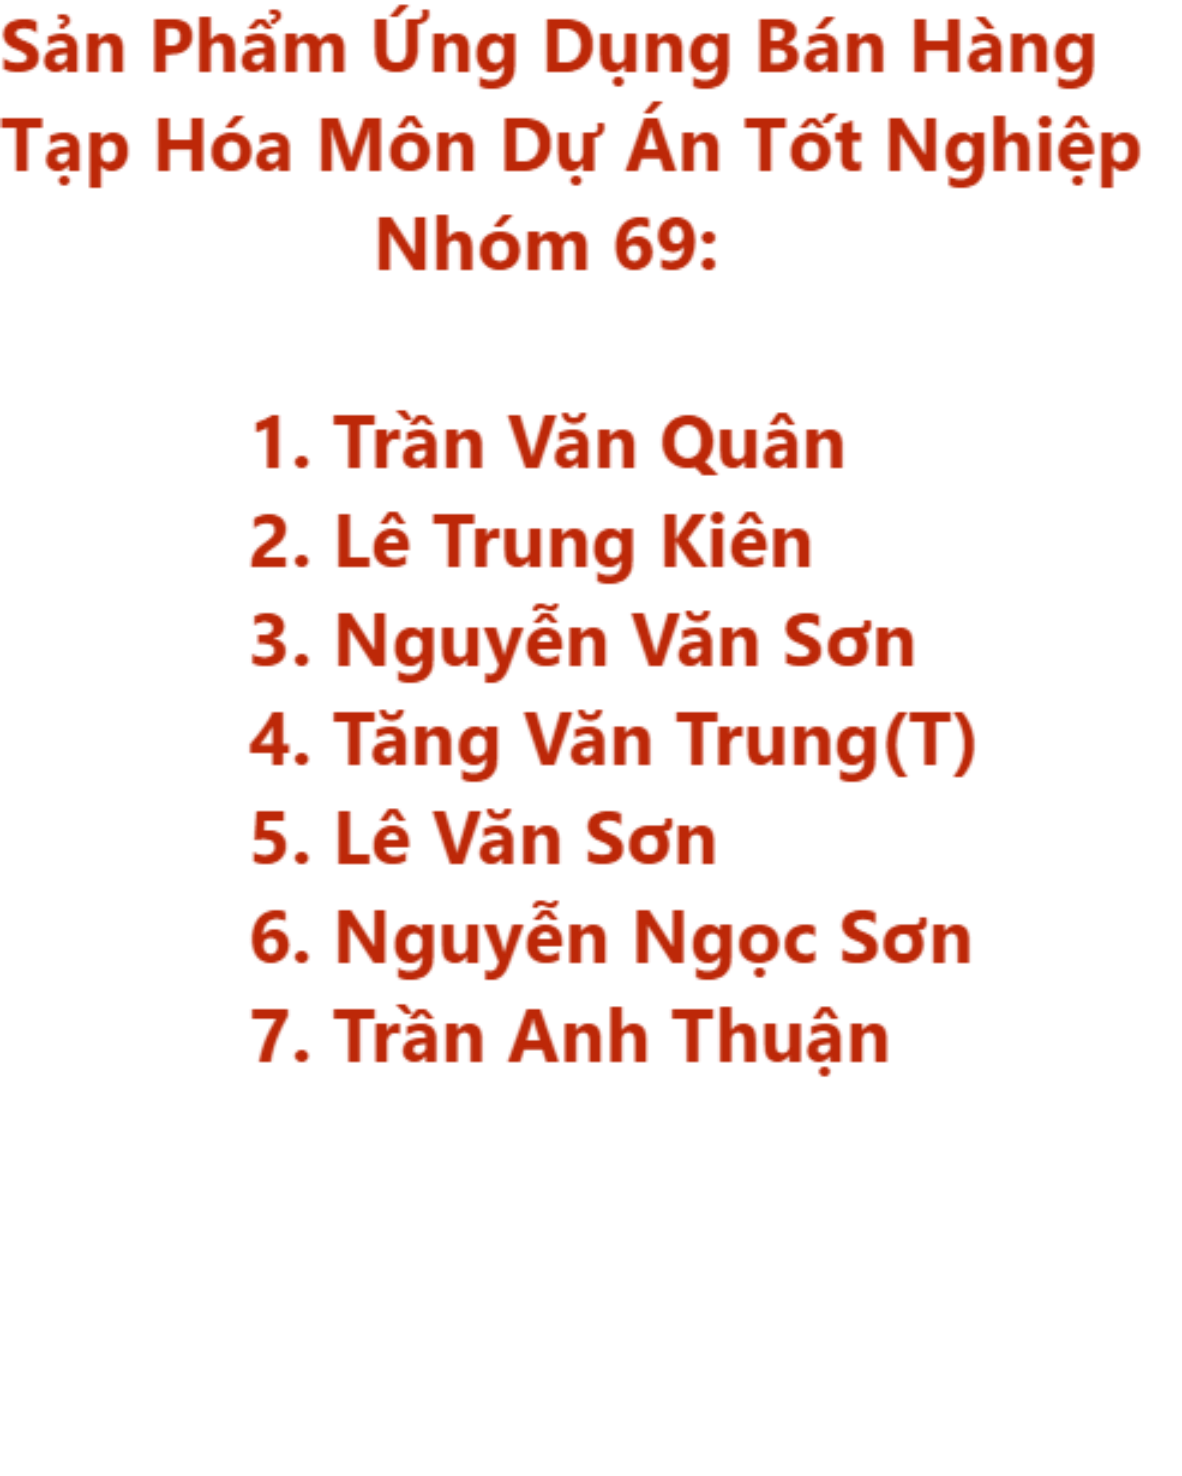 Sản Phẩm Ứng Dụng Bán Hàng
Tạp Hóa Môn Dự Án Tốt Nghiệp
Nhóm 69:
1. Trần Văn Quân
2. Lê Trung Kiên
3. Nguyễn Văn Sơn
4. Tăng Văn Trung(T)
5. Lê Văn Sơn
6. Nguyễn Ngọc Sơn
7. Trần Anh Thuận